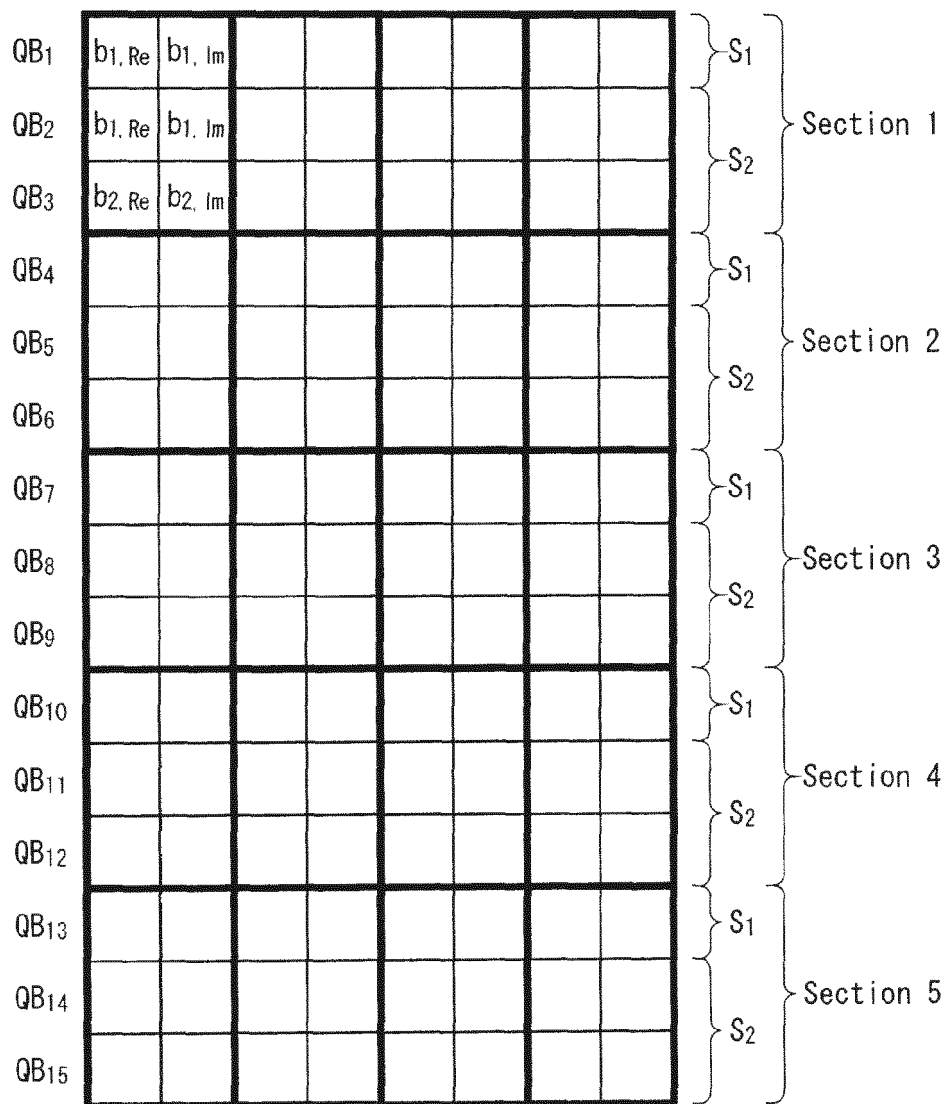 QB1 b1, Re b1, Im S1
QB2 b1, Re b1, Im Section 1
S2
QB3 b2, Re b2, Im
QB4 S1
QB5 Section 2
S2
QB6
QB7 S1
QB8 Section 3
S2
QB9
QB10 S1
QB11 Section 4
S2
QB12
QB13 S1
QB14 Section 5
S2
QB15